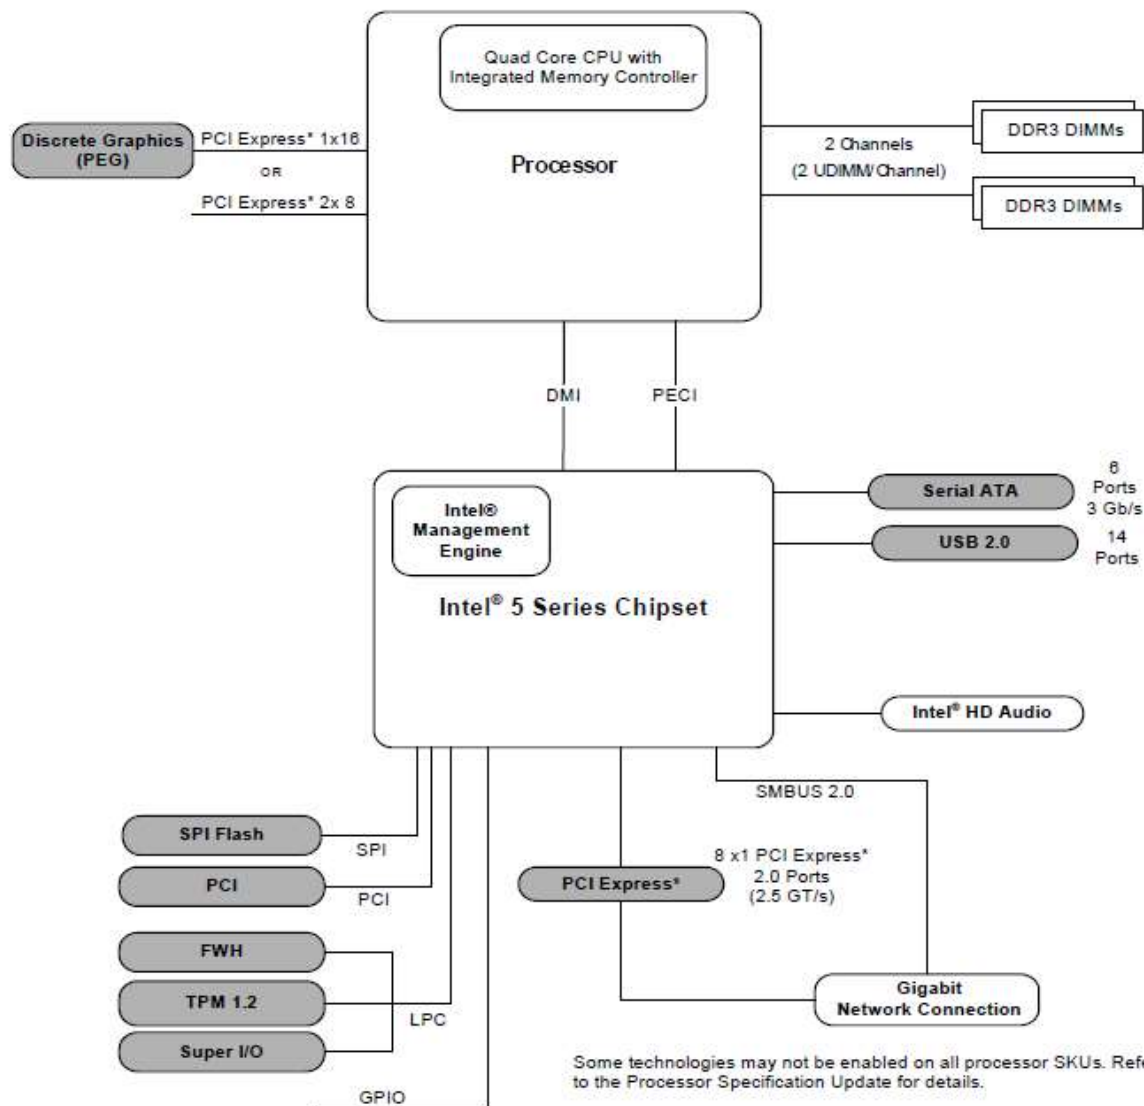 Quad Core CPU with
Integrated Memory Controller
Processor
Discrete Graphics
(PEG)
PCI Express* 1x16
OR
PCI Express* 2x 8
2 Channels
(2 UDIMM/Channel)
DDR3 DIMMs
DDR3 DIMMs
DMI
PECI
Intel®
Management
Engine
Intel® 5 Series Chipset
Serial ATA
6
Ports
3 Gb/s
USB 2.0
14
Ports
Intel® HD Audio
SMBUS 2.0
SPI Flash
SPI
PCI
PCI
PCI Express*
8 x1 PCI Express*
2.0 Ports
(2.5 GT/s)
FWH
TPM 1.2
LPC
Super I/O
Gigabit
Network Connection
Some technologies may not be enabled on all processor SKUs. Refe
to the Processor Specification Update for details.
GPIO